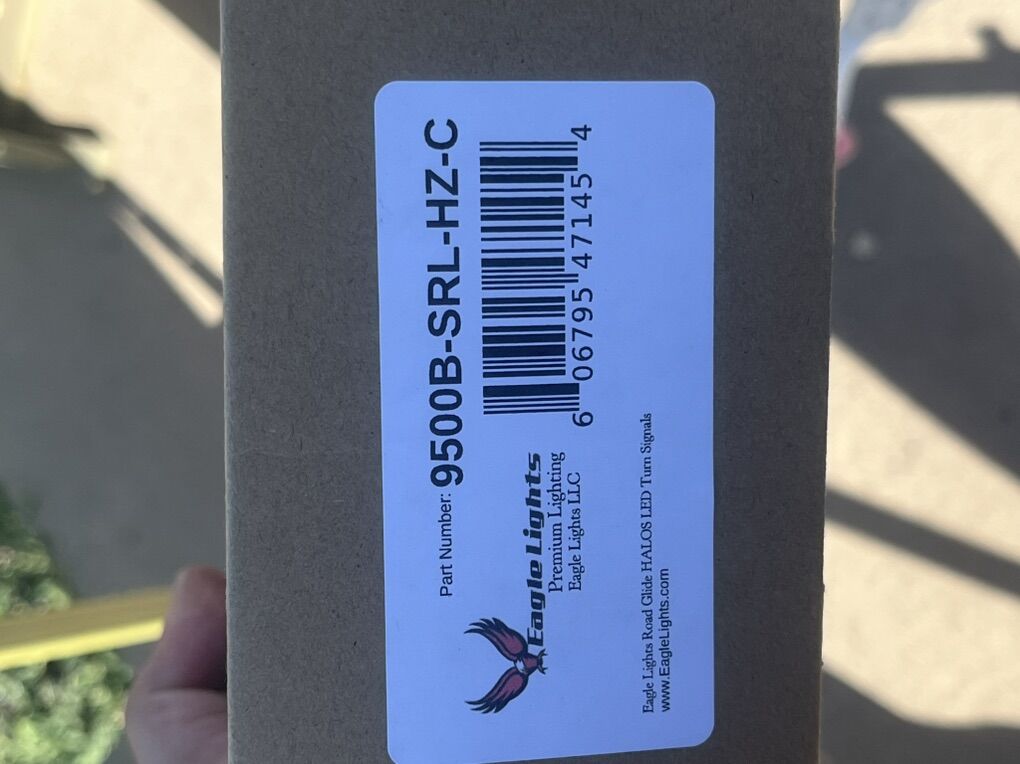 Part Number: 9500B-SRL-HZ-C
Eagle Lights
Premium Lighting
Eagle Lights LLC
6 06795 47145 4
Eagle Lights Road Glide HALOS LED Turn Signals
www.EagleLights.com